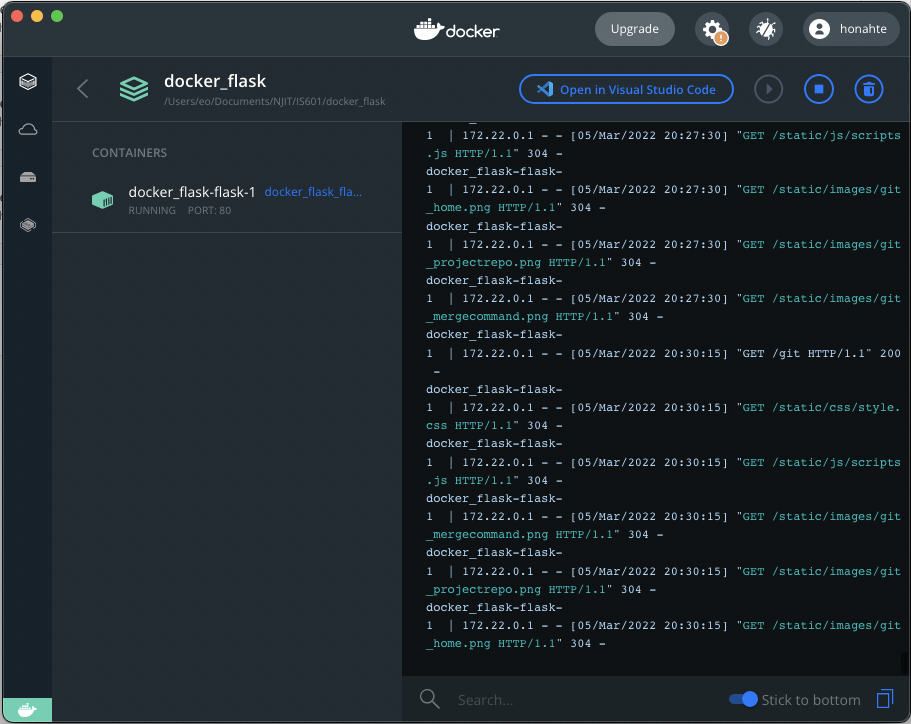 docker
Upgrade
honahte
docker_flask
/Users/eo/Documents/NJIT/IS601/docker_flask
Open in Visual Studio Code
CONTAINERS
docker_flask-flask-1 docker_flask_fla...
RUNNING PORT: 80
1  | 172.22.0.1 - - [05/Mar/2022 20:27:30] "GET /static/js/scripts
.js HTTP/1.1" 304 -
docker_flask-flask-
1  | 172.22.0.1 - - [05/Mar/2022 20:27:30] "GET /static/images/git
_home.png HTTP/1.1" 304 -
docker_flask-flask-
1  | 172.22.0.1 - - [05/Mar/2022 20:27:30] "GET /static/images/git
_projectrepo.png HTTP/1.1" 304 -
docker_flask-flask-
1  | 172.22.0.1 - - [05/Mar/2022 20:27:30] "GET /static/images/git
_mergecommand.png HTTP/1.1" 304 -
docker_flask-flask-
1  | 172.22.0.1 - - [05/Mar/2022 20:30:15] "GET /git HTTP/1.1" 200
-
docker_flask-flask-
1  | 172.22.0.1 - - [05/Mar/2022 20:30:15] "GET /static/css/style.
css HTTP/1.1" 304 -
docker_flask-flask-
1  | 172.22.0.1 - - [05/Mar/2022 20:30:15] "GET /static/js/scripts
.js HTTP/1.1" 304 -
docker_flask-flask-
1  | 172.22.0.1 - - [05/Mar/2022 20:30:15] "GET /static/images/git
_mergecommand.png HTTP/1.1" 304 -
docker_flask-flask-
1  | 172.22.0.1 - - [05/Mar/2022 20:30:15] "GET /static/images/git
_projectrepo.png HTTP/1.1" 304 -
docker_flask-flask-
1  | 172.22.0.1 - - [05/Mar/2022 20:30:15] "GET /static/images/git
_home.png HTTP/1.1" 304 -
Search...
Stick to bottom